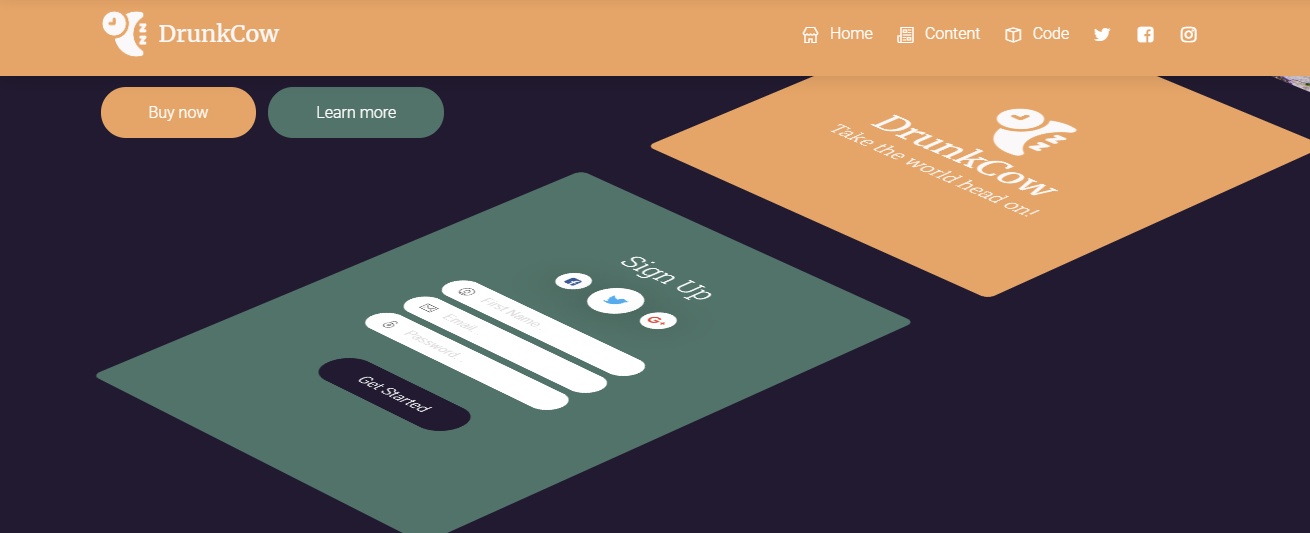 DrunkCow
Home
Content
Code
Buy now
Learn more
DrunkCow
Take the world head on!
Sign Up
First Name...
Email...
Password...
Get Started